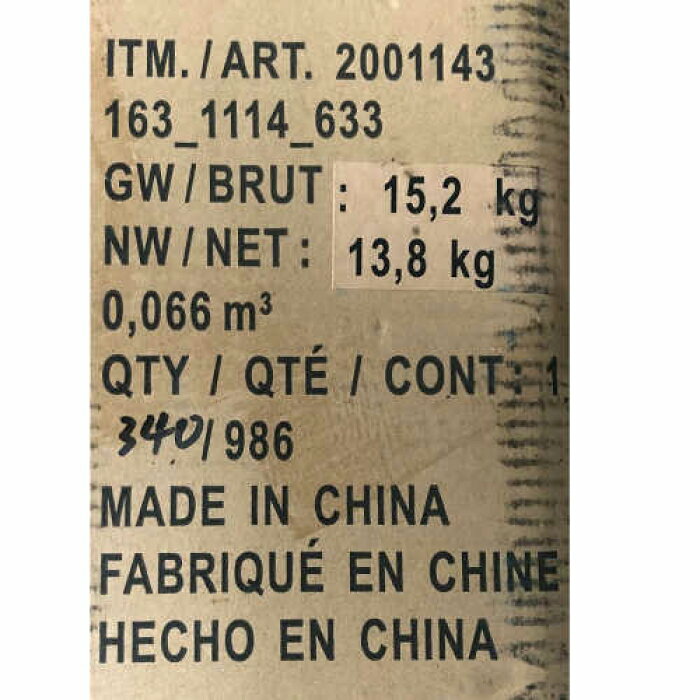 ITM./ART. 2001143
163_1114_633
GW/BRUT: 15,2 kg
NW/NET: 13,8 kg
0,066 m³
QTY / QTÉ / CONT: 1
340/986
MADE IN CHINA
FABRIQUÉ EN CHINE
HECHO EN CHINA